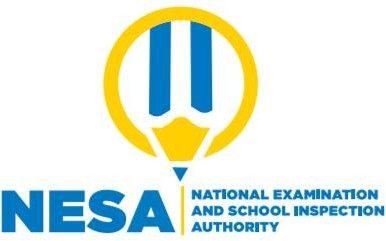 NESA
NATIONAL EXAMINATION
AND SCHOOL INSPECTION
AUTHORITY